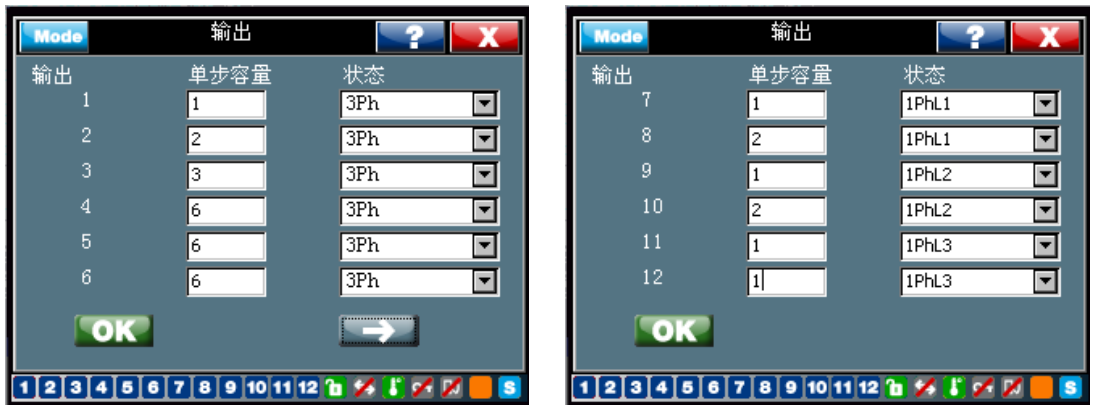 Mode 输出 ? X
输出 单步容量 状态
1 1 3Ph
2 2 3Ph
3 3 3Ph
4 6 3Ph
5 6 3Ph
6 6 3Ph
OK
1 2 3 4 5 6 7 8 9 10 11 12 S
Mode 输出 ? X
输出 单步容量 状态
7 1 1PhL1
8 2 1PhL1
9 1 1PhL2
10 2 1PhL2
11 1 1PhL3
12 1 1PhL3
OK
1 2 3 4 5 6 7 8 9 10 11 12 S